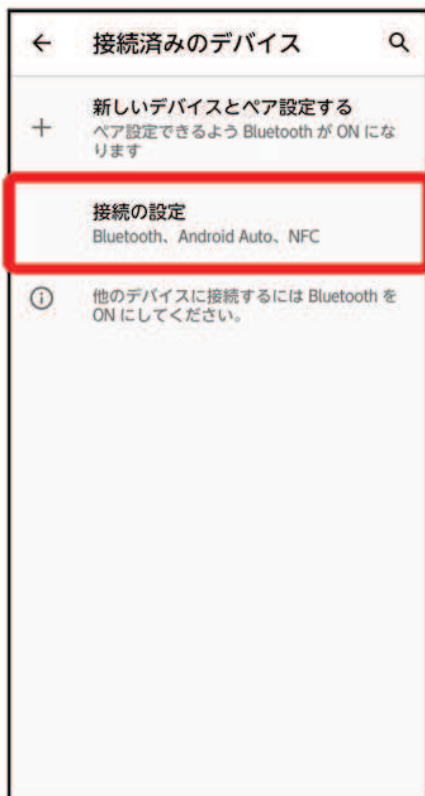 接続済みのデバイス
新しいデバイスとペア設定する
ペア設定できるよう Bluetooth が ON にな
ります
接続の設定
Bluetooth、Android Auto、NFC
他のデバイスに接続するには Bluetooth を
ON にしてください。